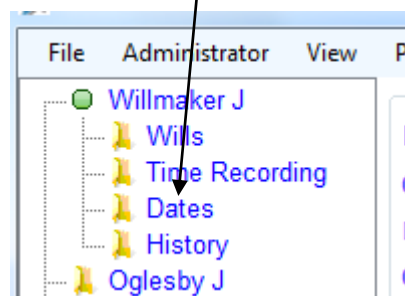 File Administrator View
Willmaker J
Wills
Time Recording
Dates
History
Oglesby J